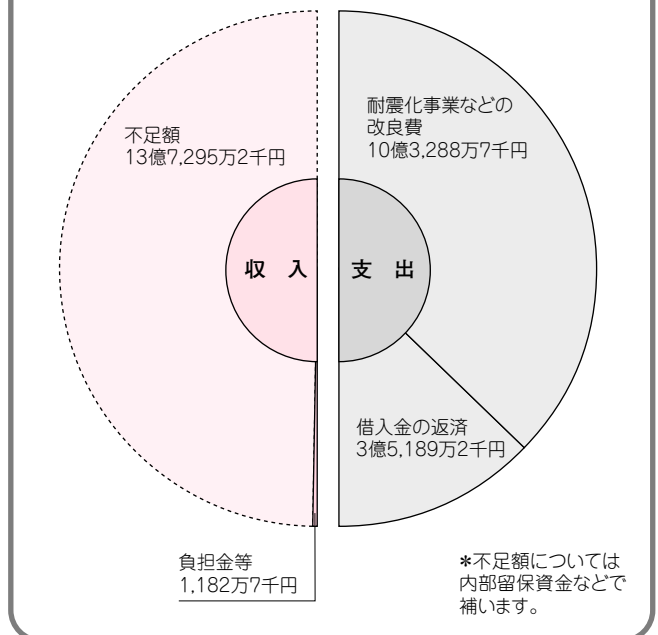 不足額
13億7,295万2千円
収 入
負担金等
1,182万7千円
支 出
耐震化事業などの
改良費
10億3,288万7千円
借入金の返済
3億5,189万2千円
*不足額については
内部留保資金などで
補います。